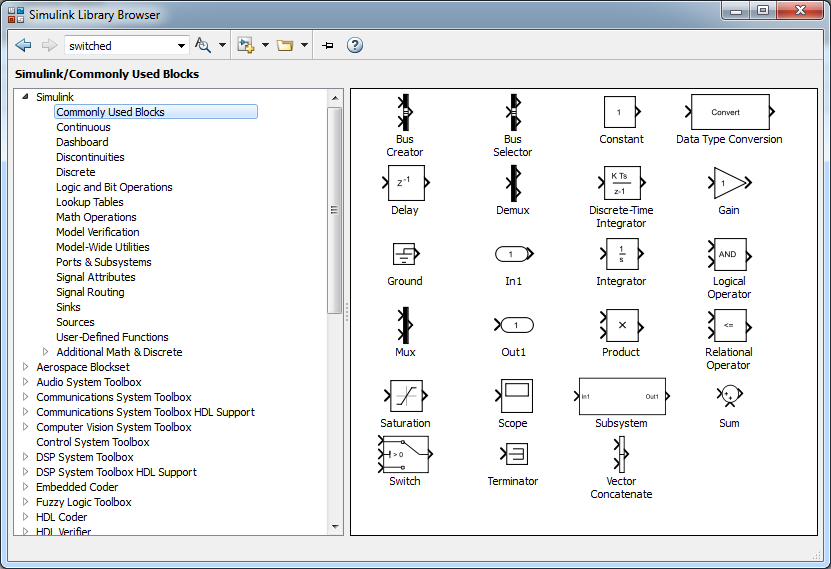 Simulink Library Browser
switched
Simulink/Commonly Used Blocks
Simulink
Commonly Used Blocks
Continuous
Dashboard
Discontinuities
Discrete
Logic and Bit Operations
Lookup Tables
Math Operations
Model Verification
Model-Wide Utilities
Ports & Subsystems
Signal Attributes
Signal Routing
Sinks
Sources
User-Defined Functions
Additional Math & Discrete
Aerospace Blockset
Audio System Toolbox
Communications System Toolbox
Communications System Toolbox HDL Support
Computer Vision System Toolbox
Control System Toolbox
DSP System Toolbox
DSP System Toolbox HDL Support
Embedded Coder
Fuzzy Logic Toolbox
HDL Coder
HDL Verifier
Bus
Creator
Bus
Selector
1
Constant
Convert
Data Type Conversion
z-1
Delay
Demux
K Ts
z-1
Discrete-Time
Integrator
1
Gain
Ground
1
In1
1
s
Integrator
AND
Logical
Operator
Mux
1
Out1
×
Product
<=
Relational
Operator
Saturation
Scope
In1 Out1
Subsystem
+
+
Sum
> 0
Switch
Terminator
Vector
Concatenate